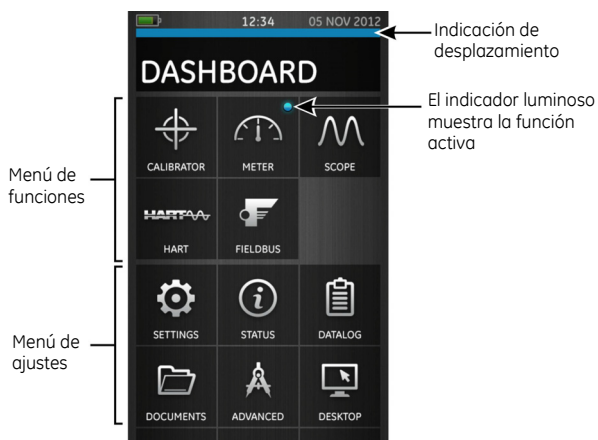 12:34 05 NOV 2012
Indicación de
desplazamiento
DASHBOARD
El indicador luminoso
muestra la función
activa
Menú de
funciones
CALIBRATOR METER SCOPE
HART
HART FIELDBUS
Menú de
ajustes
SETTINGS STATUS DATALOG
DOCUMENTS ADVANCED DESKTOP